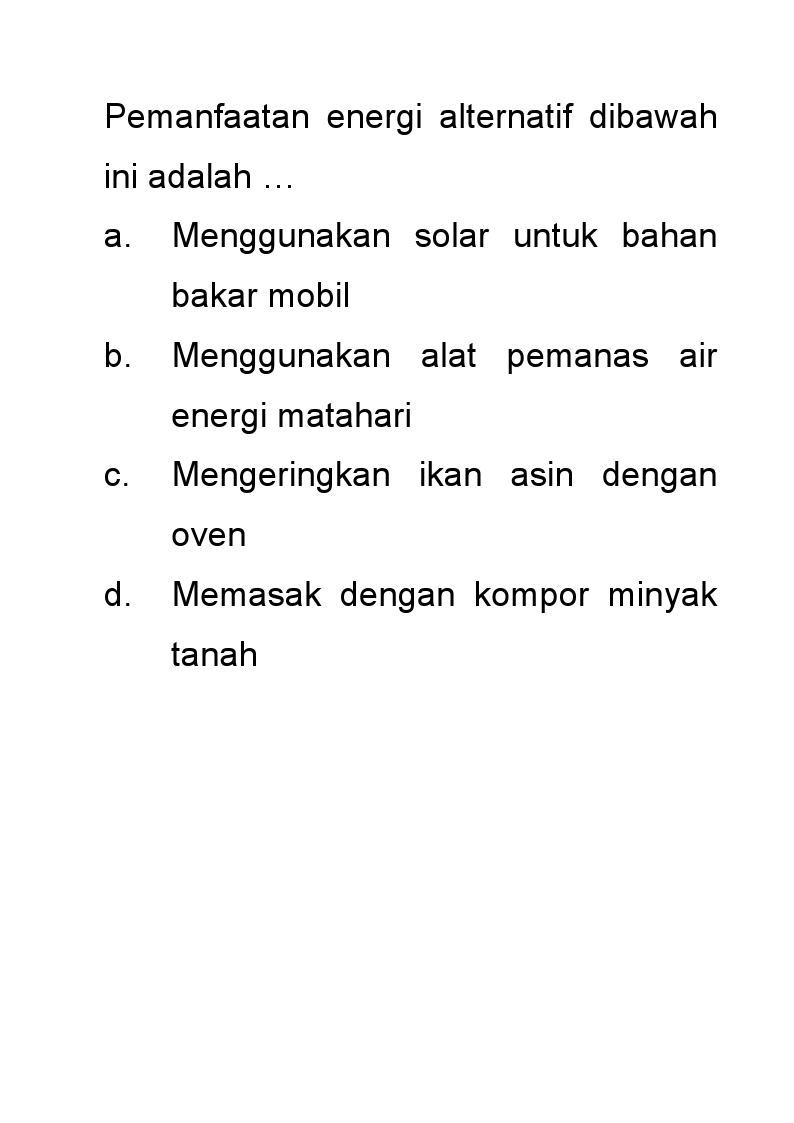 Pemanfaatan energi alternatif dibawah
ini adalah …
a. Menggunakan solar untuk bahan
bakar mobil
b. Menggunakan alat pemanas air
energi matahari
c. Mengeringkan ikan asin dengan
oven
d. Memasak dengan kompor minyak
tanah